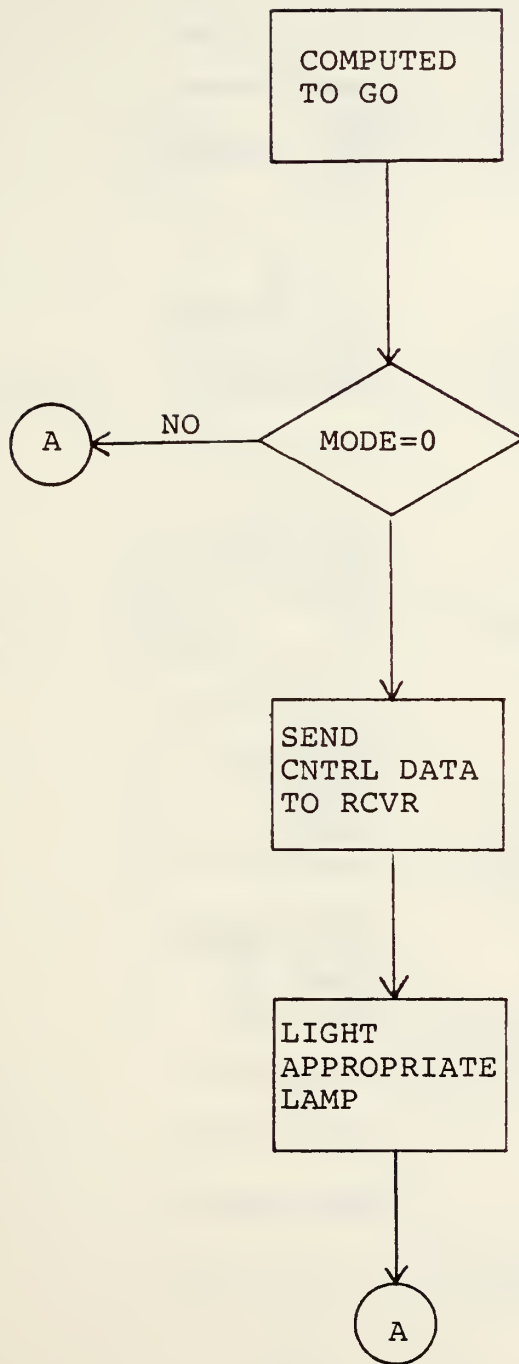 COMPUTED
TO GO
A
NO
MODE=0
SEND
CNTRL DATA
TO RCVR
LIGHT
APPROPRIATE
LAMP
A